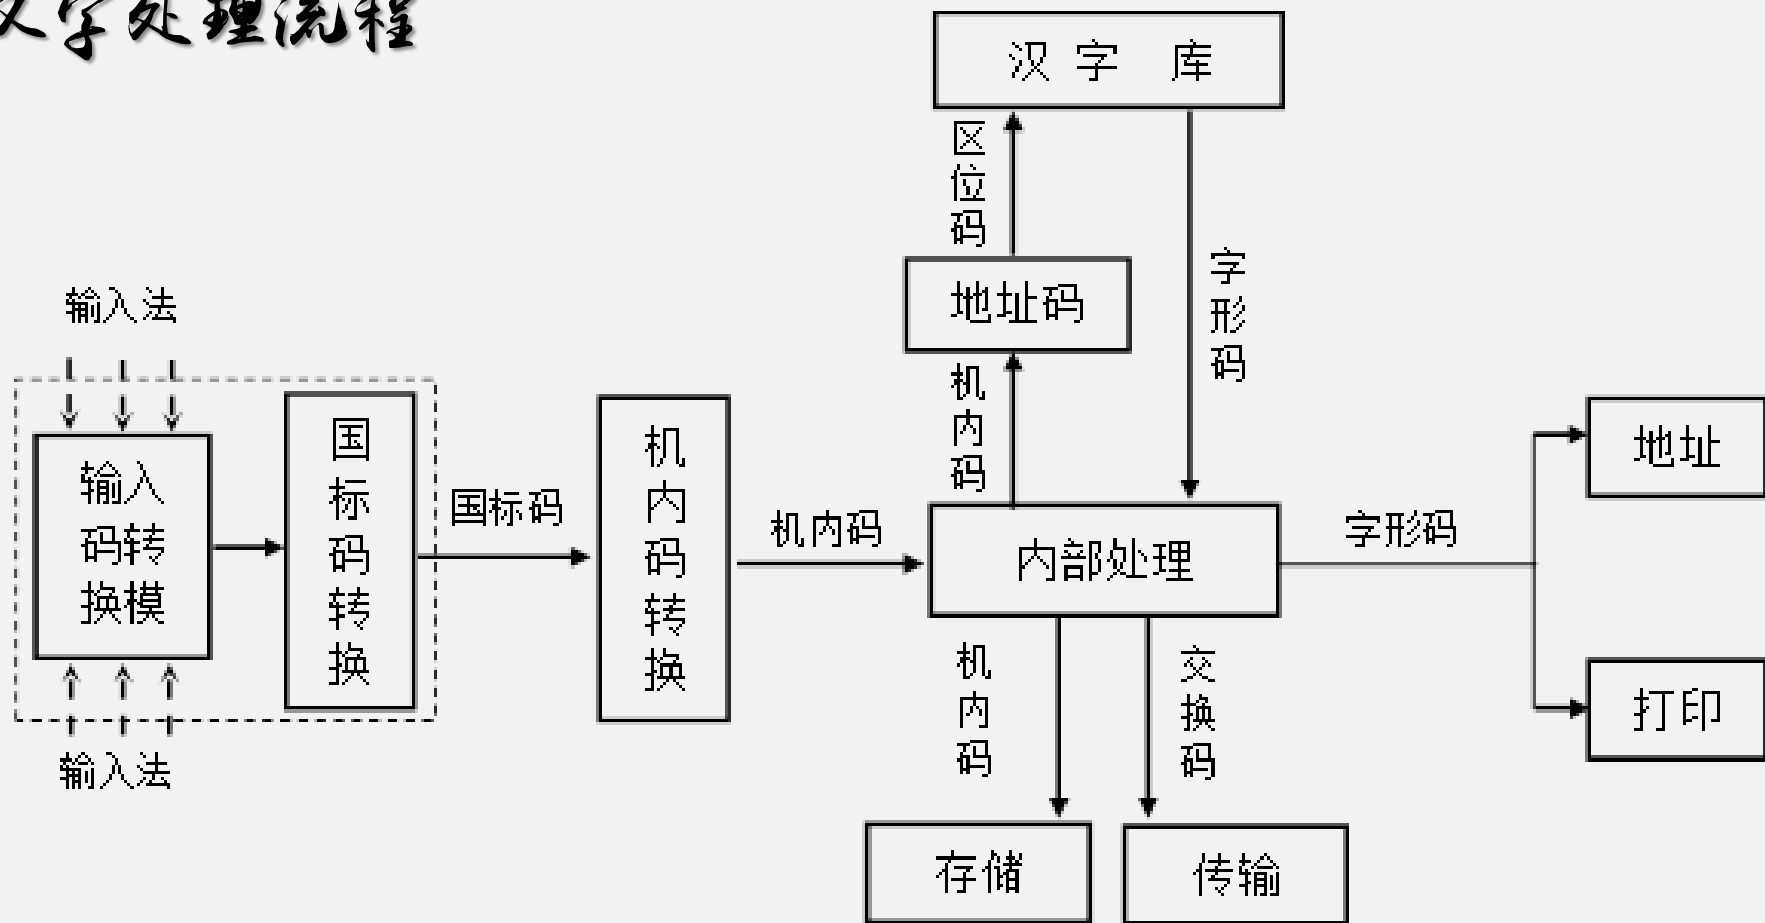 文字处理流程
汉字 库
区位码
地址码
字形码
机内码
输入法
输入
码转
换模
国标码转换
国标码
机内码转换
机内码
内部处理
字形码
地址
打印
机内码
交换码
输入法
存储
传输